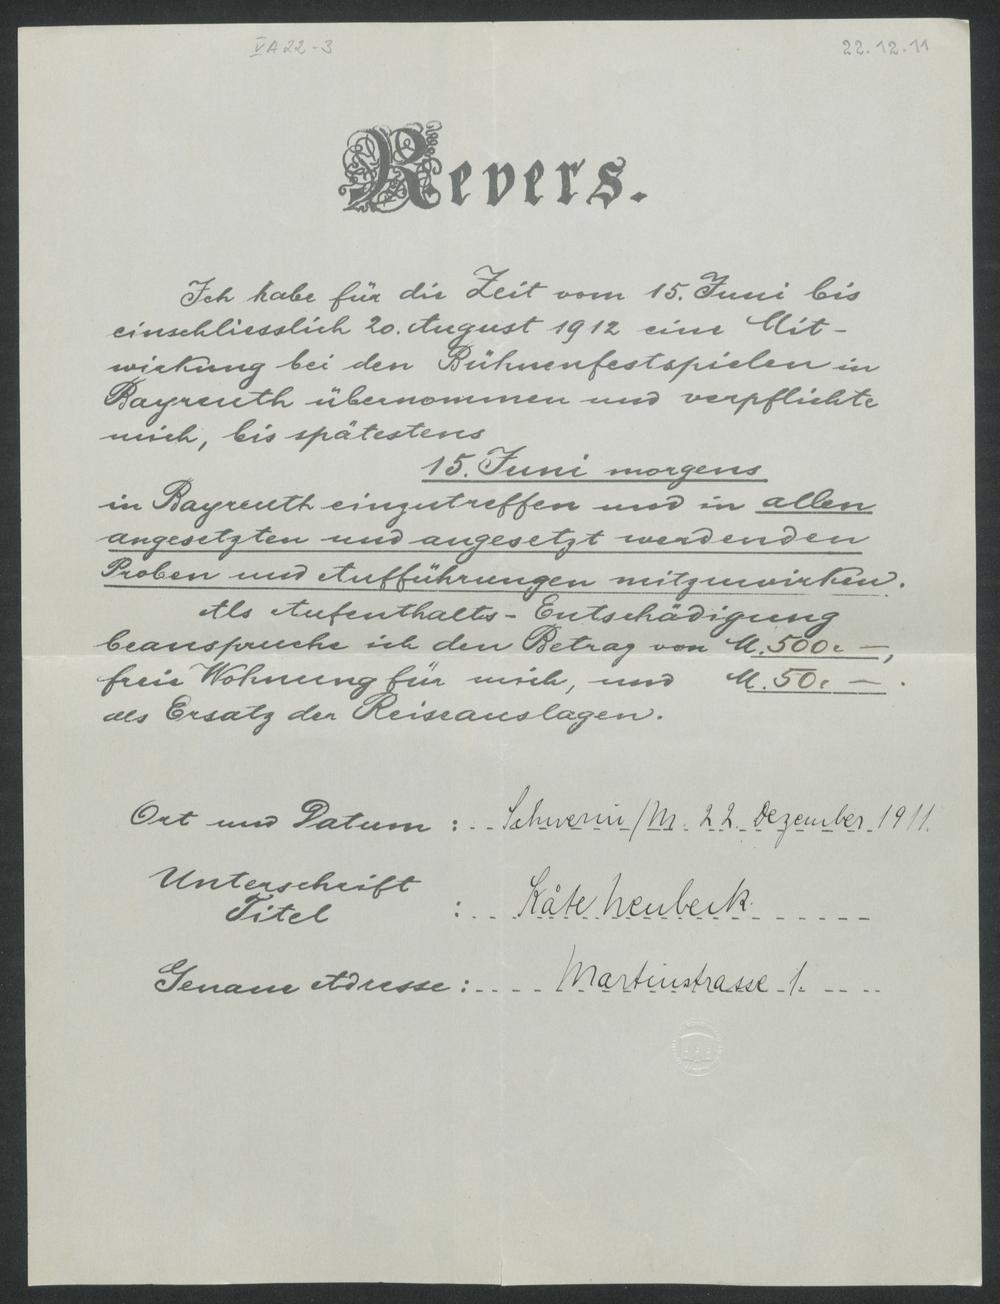 VA22-3
22.12.11
Revers.
Ich habe für die Zeit vom 15. Juni bis
einschliesslich 20. August 1912 eine Mit-
wirkung bei den Bühnenfestspielen in
Bayreuth übernommen und verpflichte
mich, bis spätestens
15. Juni morgens
in Bayreuth einzutreffen und in allen
angesetzten und angesetzt werdenden
Proben und Aufführungen mitzuwirken.
Als Aufenthalts-Entschädigung
beanspruche ich den Betrag von M. 500.-,
freie Wohnung für mich, und M. 50.-.
als Ersatz der Reiseauslagen.
Ort und Datum : Schwerin/M. 22. Dezember 1911.
Unterschrift
Titel : Käte Neubeck
Genaue Adresse : Martinstrasse 1.